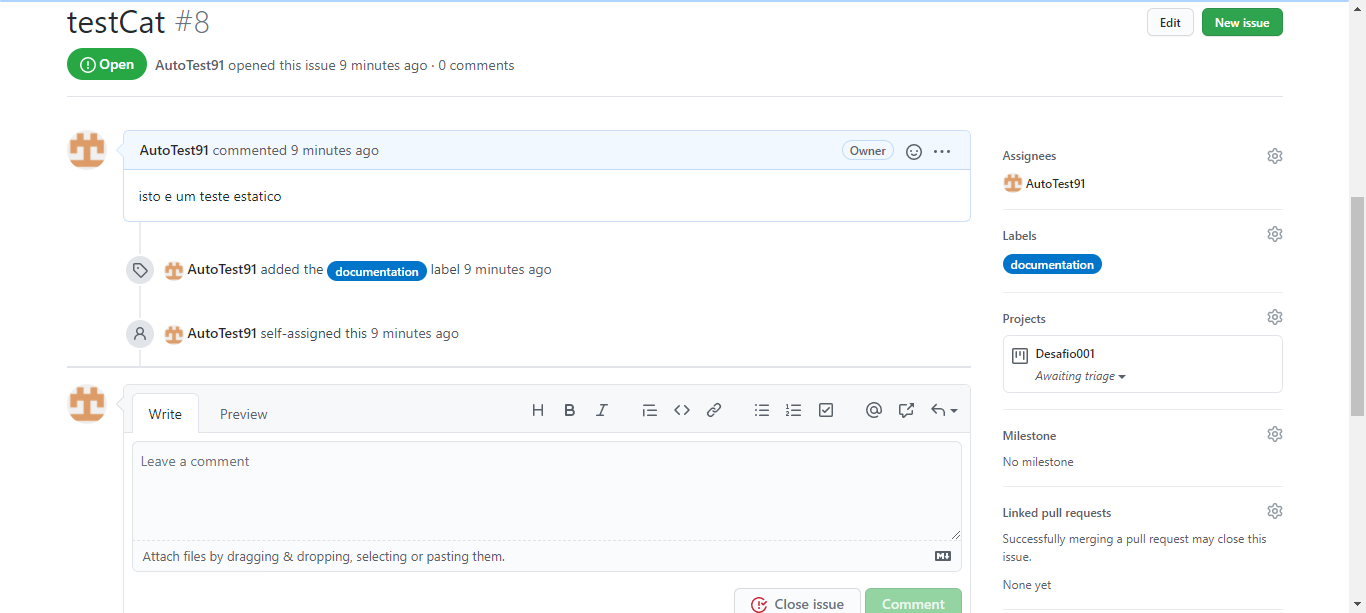 testCat #8
Edit
New issue
Open
AutoTest91 opened this issue 9 minutes ago · 0 comments
AutoTest91 commented 9 minutes ago
Owner
isto e um teste estatico
AutoTest91 added the documentation label 9 minutes ago
AutoTest91 self-assigned this 9 minutes ago
Write
Preview
Leave a comment
Attach files by dragging & dropping, selecting or pasting them.
Close issue
Comment
Assignees
AutoTest91
Labels
documentation
Projects
Desafio001
Awaiting triage
Milestone
No milestone
Linked pull requests
Successfully merging a pull request may close this
issue.
None yet